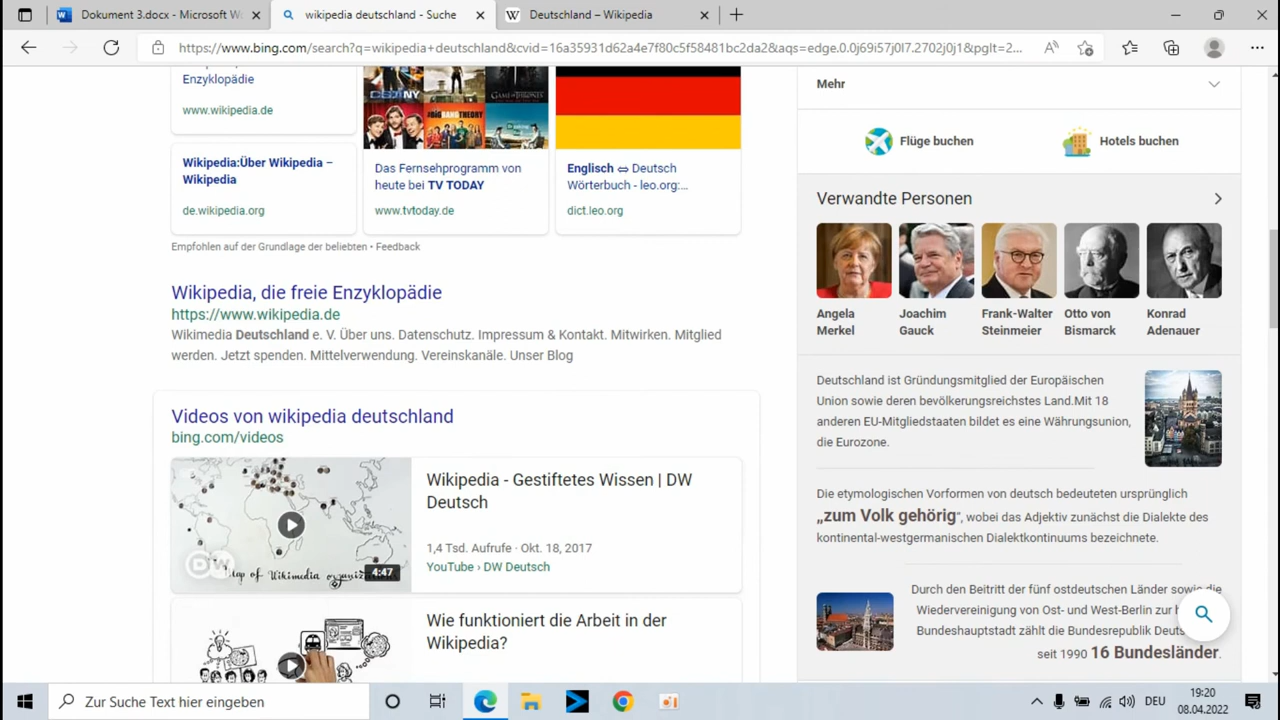 Dokument 3.docx - Microsoft W
wikipedia deutschland - Suche
Deutschland – Wikipedia
https://www.bing.com/search?q=wikipedia+deutschland&cvid=16a35931d62a4e7f80c5f58481bc2da2&aqs=edge.0.0j69i57j0l7.2702j0j1&pglt=2...
Enzyklopädie
www.wikipedia.de
Wikipedia:Über Wikipedia –
Wikipedia
de.wikipedia.org
Das Fernsehprogramm von
heute bei TV TODAY
www.tvtoday.de
Englisch ⇔ Deutsch
Wörterbuch - leo.org:...
dict.leo.org
Empfohlen auf der Grundlage der beliebten • Feedback
Wikipedia, die freie Enzyklopädie
https://www.wikipedia.de
Wikimedia Deutschland e. V. Über uns. Datenschutz. Impressum & Kontakt. Mitwirken. Mitglied
werden. Jetzt spenden. Mittelverwendung. Vereinskanäle. Unser Blog
Videos von wikipedia deutschland
bing.com/videos
DW
Map of Wikimedia organizations
4:47
Wikipedia - Gestiftetes Wissen | DW
Deutsch
1,4 Tsd. Aufrufe · Okt. 18, 2017
YouTube › DW Deutsch
Wie funktioniert die Arbeit in der
Wikipedia?
Mehr
Flüge buchen
Hotels buchen
Verwandte Personen
Angela
Merkel
Joachim
Gauck
Frank-Walter
Steinmeier
Otto von
Bismarck
Konrad
Adenauer
Deutschland ist Gründungsmitglied der Europäischen
Union sowie deren bevölkerungsreichstes Land.Mit 18
anderen EU-Mitgliedstaaten bildet es eine Währungsunion,
die Eurozone.
Die etymologischen Vorformen von deutsch bedeuteten ursprünglich
„zum Volk gehörig“, wobei das Adjektiv zunächst die Dialekte des
kontinental-westgermanischen Dialektkontinuums bezeichnete.
Durch den Beitritt der fünf ostdeutschen Länder sowie die
Wiedervereinigung von Ost- und West-Berlin zur
Bundeshauptstadt zählt die Bundesrepublik
seit 1990 16 Bundesländer.
Zur Suche Text hier eingeben
DEU
19:20
08.04.2022